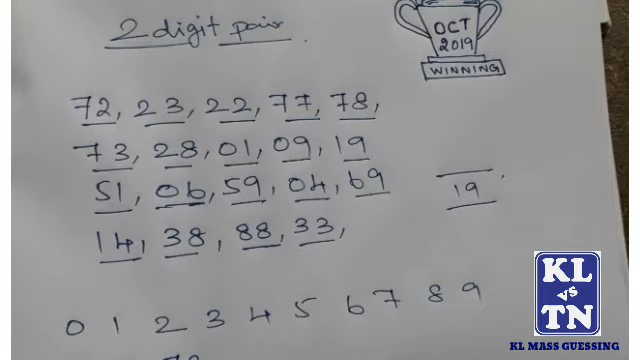 2 digit pair.
OCT
2019
WINNING
72, 23, 22, 77, 78,
73, 28, 01, 09, 19
51, 06, 59, 04, 69
14, 38, 88, 33,
19
0 1 2 3 4 5 6 7 8 9
KL
VS
TN
KL MASS GUESSING